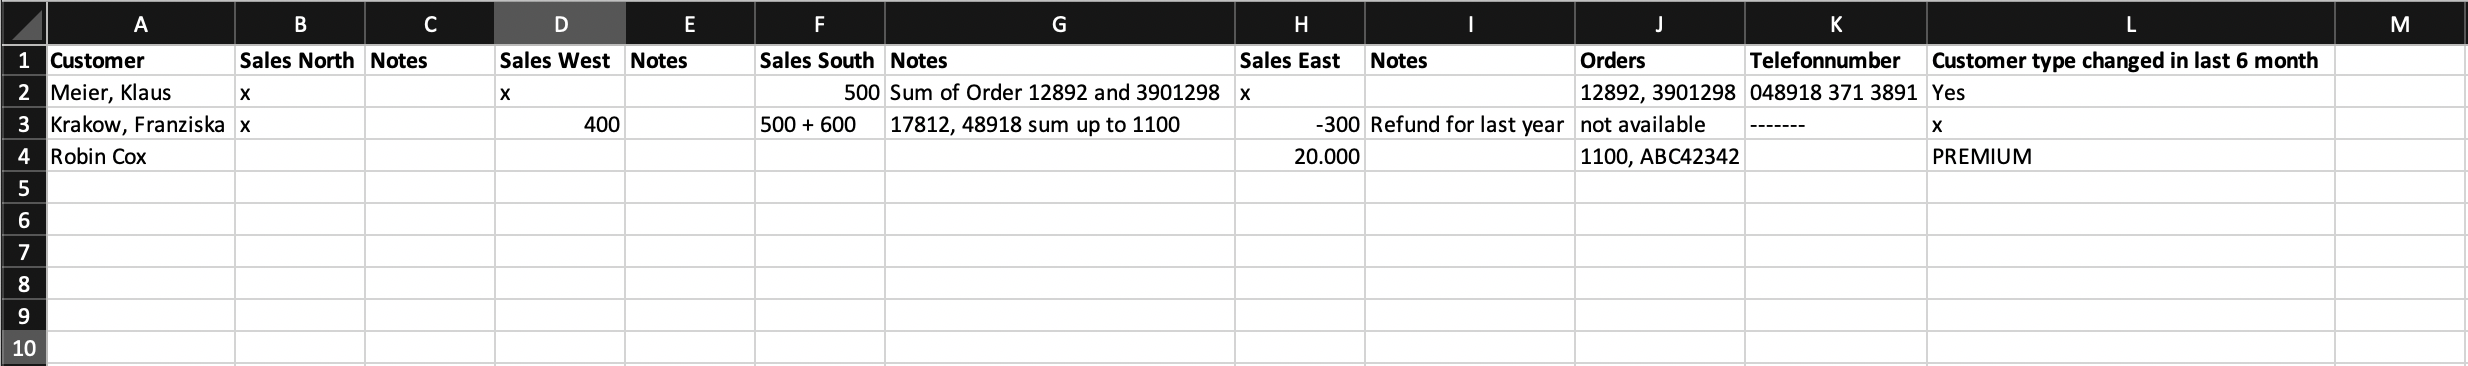 A B C D E F G H I J K L M
1 Customer Sales North Notes Sales West Notes Sales South Notes Sales East Notes Orders Telefonnumber Customer type changed in last 6 month
2 Meier, Klaus x x 500 Sum of Order 12892 and 3901298 x 12892, 3901298 048918 371 3891 Yes
3 Krakow, Franziska x 400 500 + 600 17812, 48918 sum up to 1100 -300 Refund for last year not available ------- x
4 Robin Cox 20.000 1100, ABC42342 PREMIUM
5
6
7
8
9
10